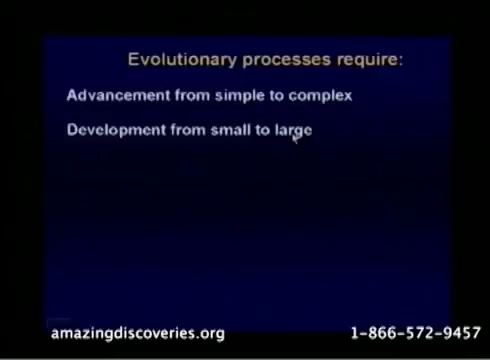 Evolutionary processes require:
Advancement from simple to complex
Development from small to large
amazingdiscoveries.org
1-866-572-9457